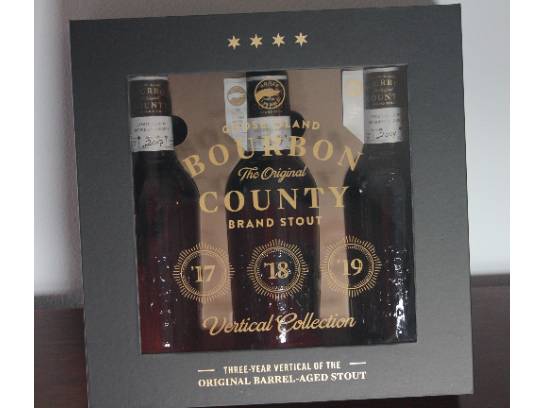 GOOSE ISLAND
BOURBON
The Original
COUNTY
BRAND STOUT
'17 '18 '19
Vertical Collection
THREE-YEAR VERTICAL OF THE
ORIGINAL BARREL-AGED STOUT